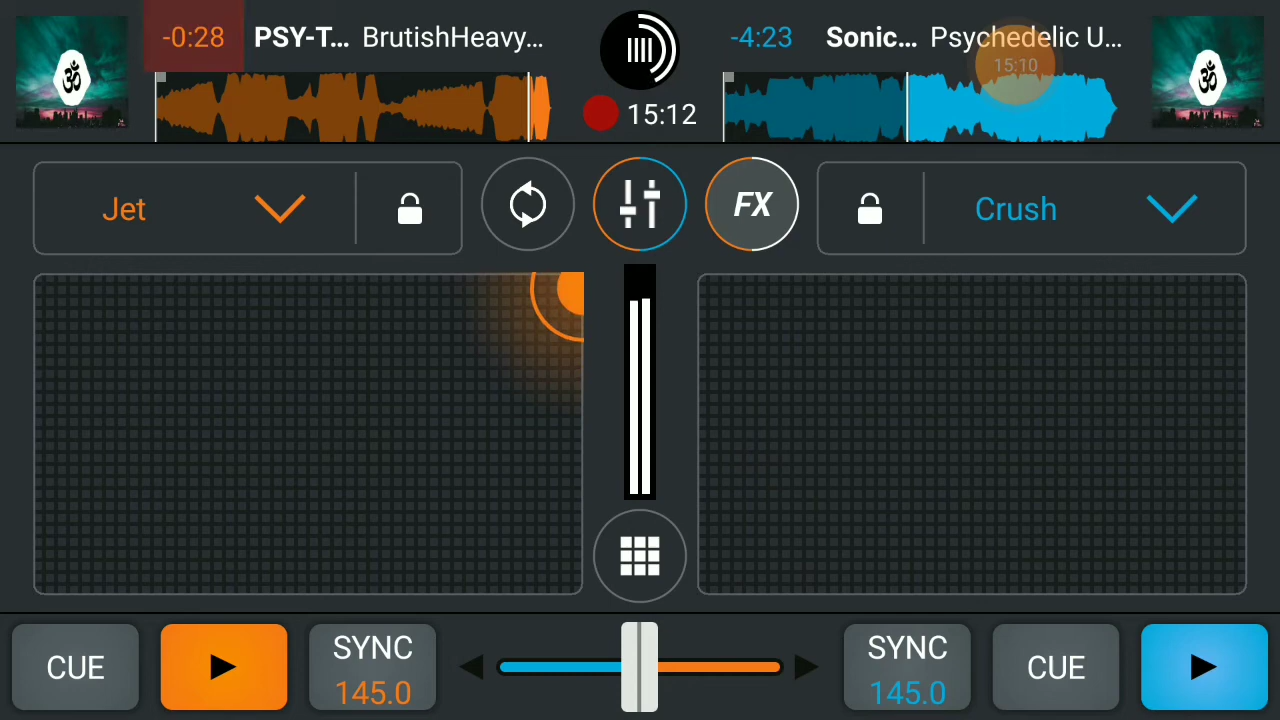 -0:28 PSY-T... BrutishHeavy...
-4:23 Sonic... Psychedelic U...
15:10
15:12
Jet
FX
Crush
CUE
SYNC
145.0
SYNC
145.0
CUE